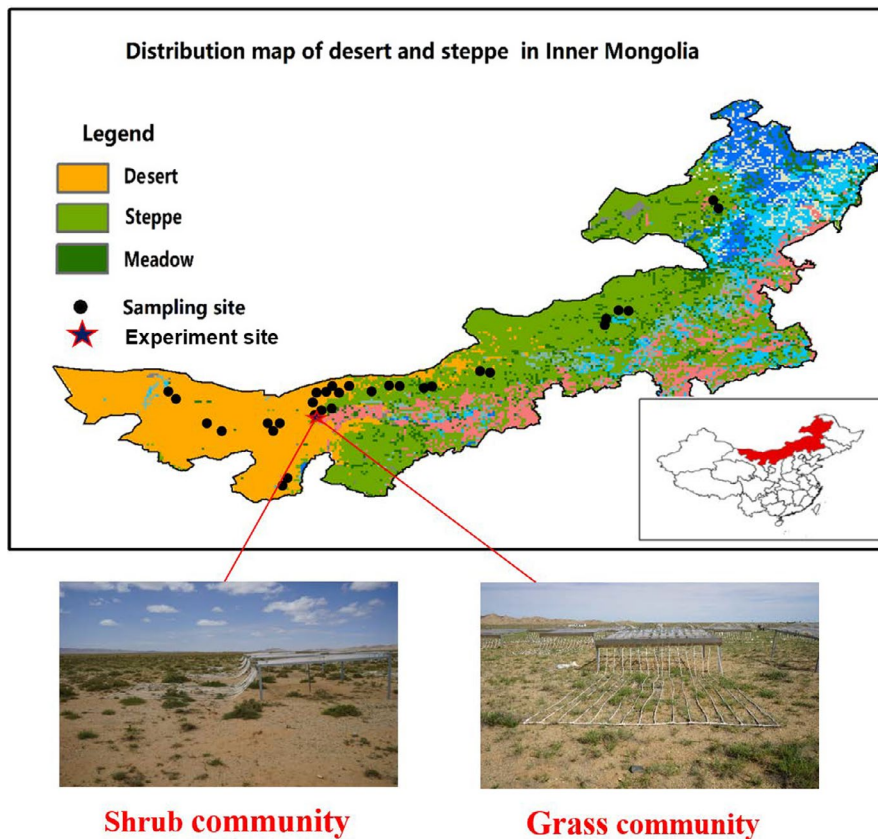 Distribution map of desert and steppe in Inner Mongolia
Legend
Desert
Steppe
Meadow
Sampling site
Experiment site
Shrub community
Grass community